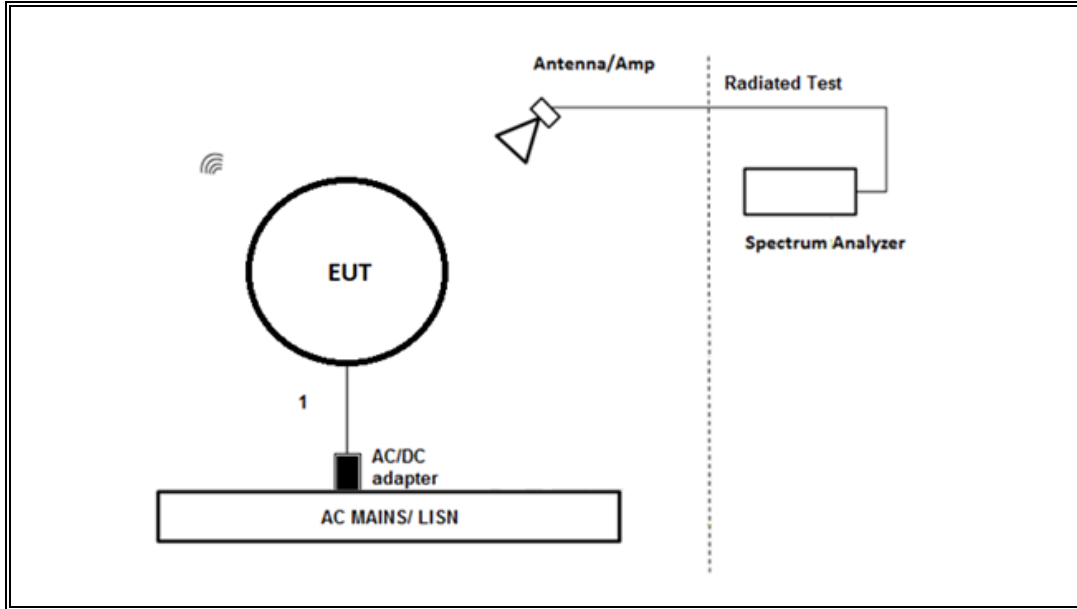 Antenna/Amp
Radiated Test
Spectrum Analyzer
EUT
1
AC/DC
adapter
AC MAINS/ LISN